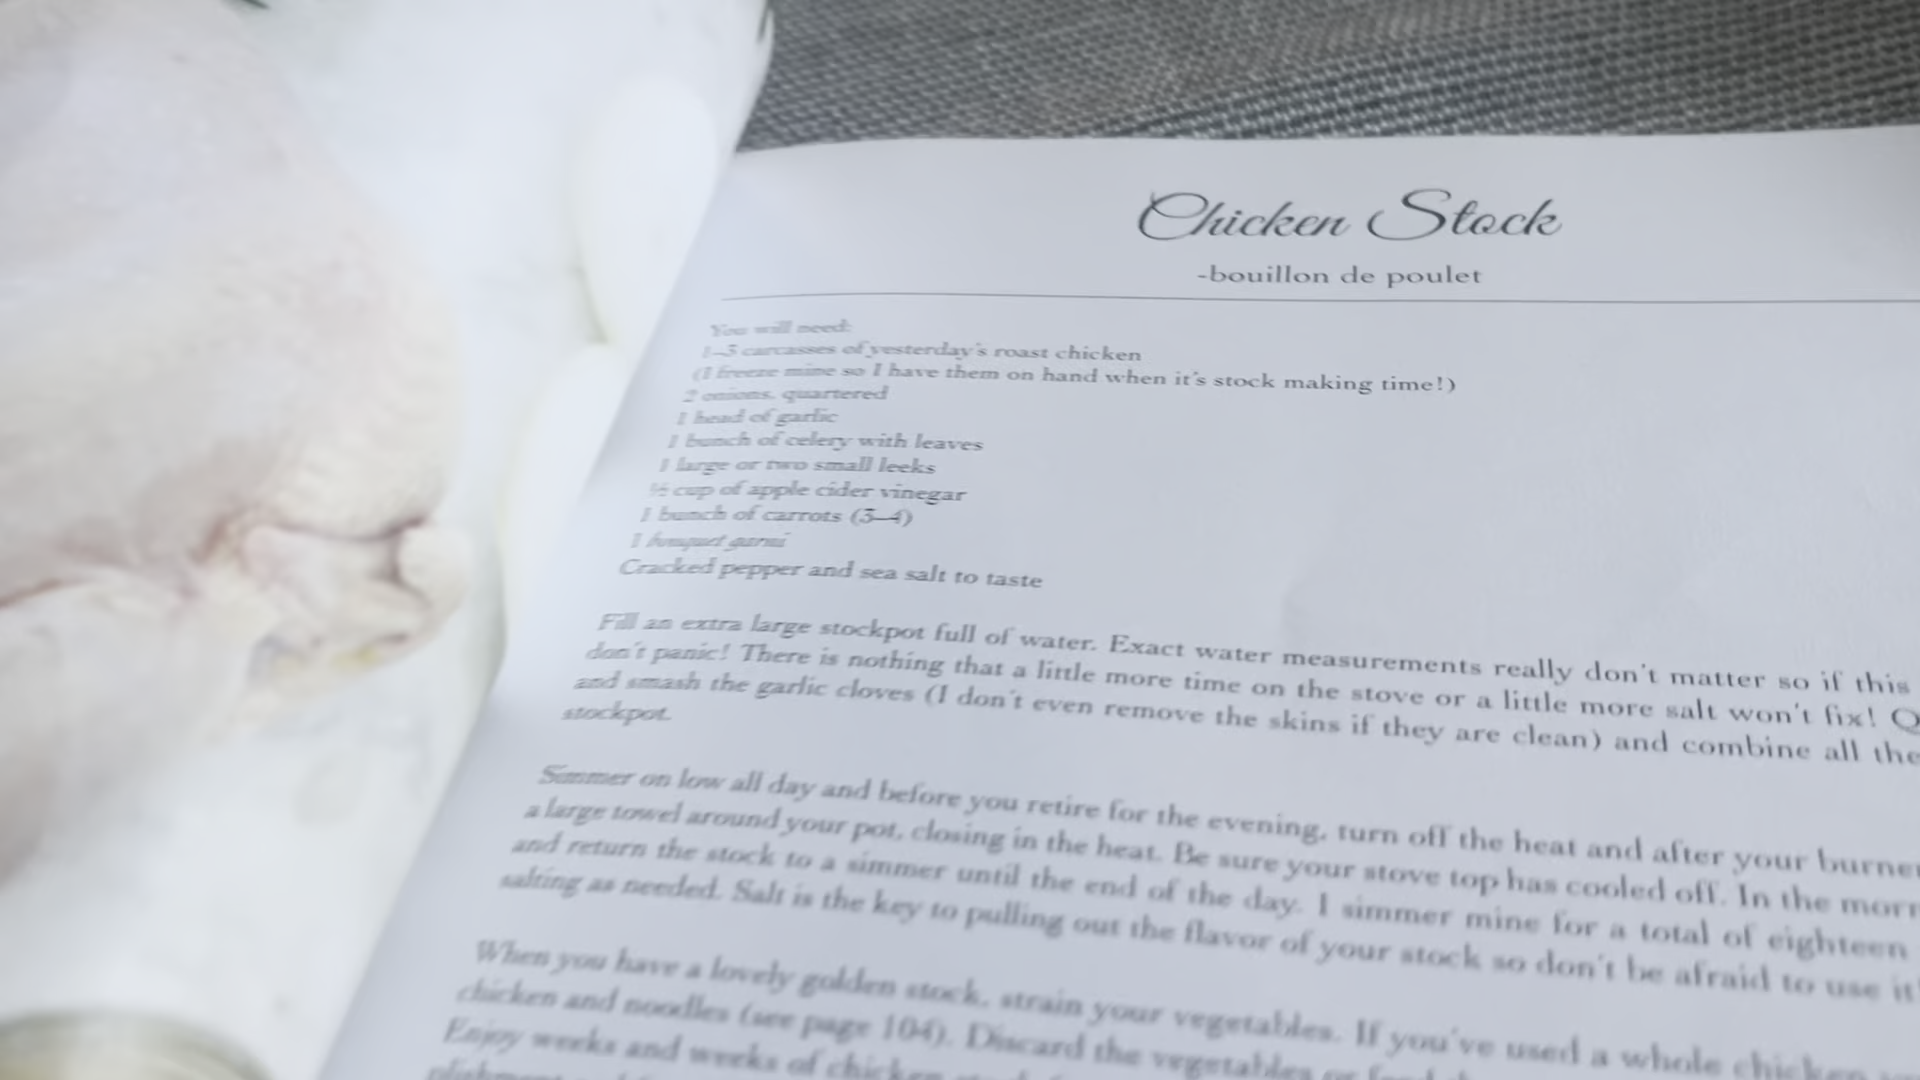 Chicken Stock
-bouillon de poulet
You will need:
1–3 carcasses of yesterday's roast chicken
(I freeze mine so I have them on hand when it's stock making time!)
2 onions, quartered
1 head of garlic
1 bunch of celery with leaves
1 large or two small leeks
½ cup of apple cider vinegar
1 bunch of carrots (3–4)
1 bouquet garni
Cracked pepper and sea salt to taste
Fill an extra large stockpot full of water. Exact water measurements really don't matter so if this
don't panic! There is nothing that a little more time on the stove or a little more salt won't fix!
and smash the garlic cloves (I don't even remove the skins if they are clean) and combine all the
stockpot.
Simmer on low all day and before you retire for the evening, turn off the heat and after your burner
a large towel around your pot, closing in the heat. Be sure your stove top has cooled off. In the morn
and return the stock to a simmer until the end of the day. I simmer mine for a total of eighteen
salting as needed. Salt is the key to pulling out the flavor of your stock so don't be afraid to use it!
When you have a lovely golden stock, strain your vegetables. If you've used a whole chicken
chicken and noodles (see page 104). Discard the vegetables or feed
Enjoy weeks and weeks of chicken